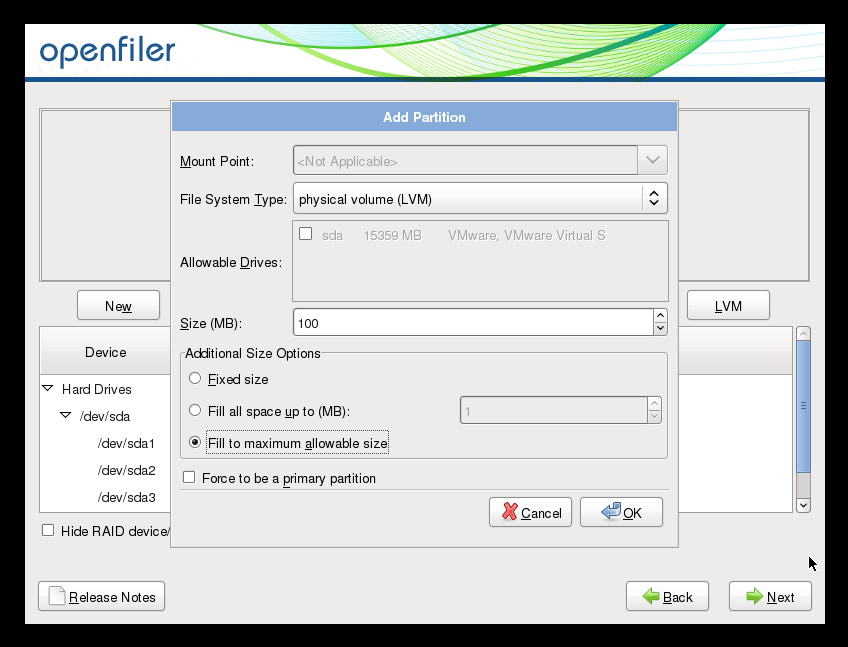 openfiler
Add Partition
Mount Point: <Not Applicable>
File System Type: physical volume (LVM)
Allowable Drives:
sda 15359 MB VMware, VMware Virtual S
New
LVM
Size (MB): 100
Device
Additional Size Options
Fixed size
Fill all space up to (MB): 1
Fill to maximum allowable size
Force to be a primary partition
Hard Drives
/dev/sda
/dev/sda1
/dev/sda2
/dev/sda3
Cancel
OK
Hide RAID device/
Release Notes
Back
Next